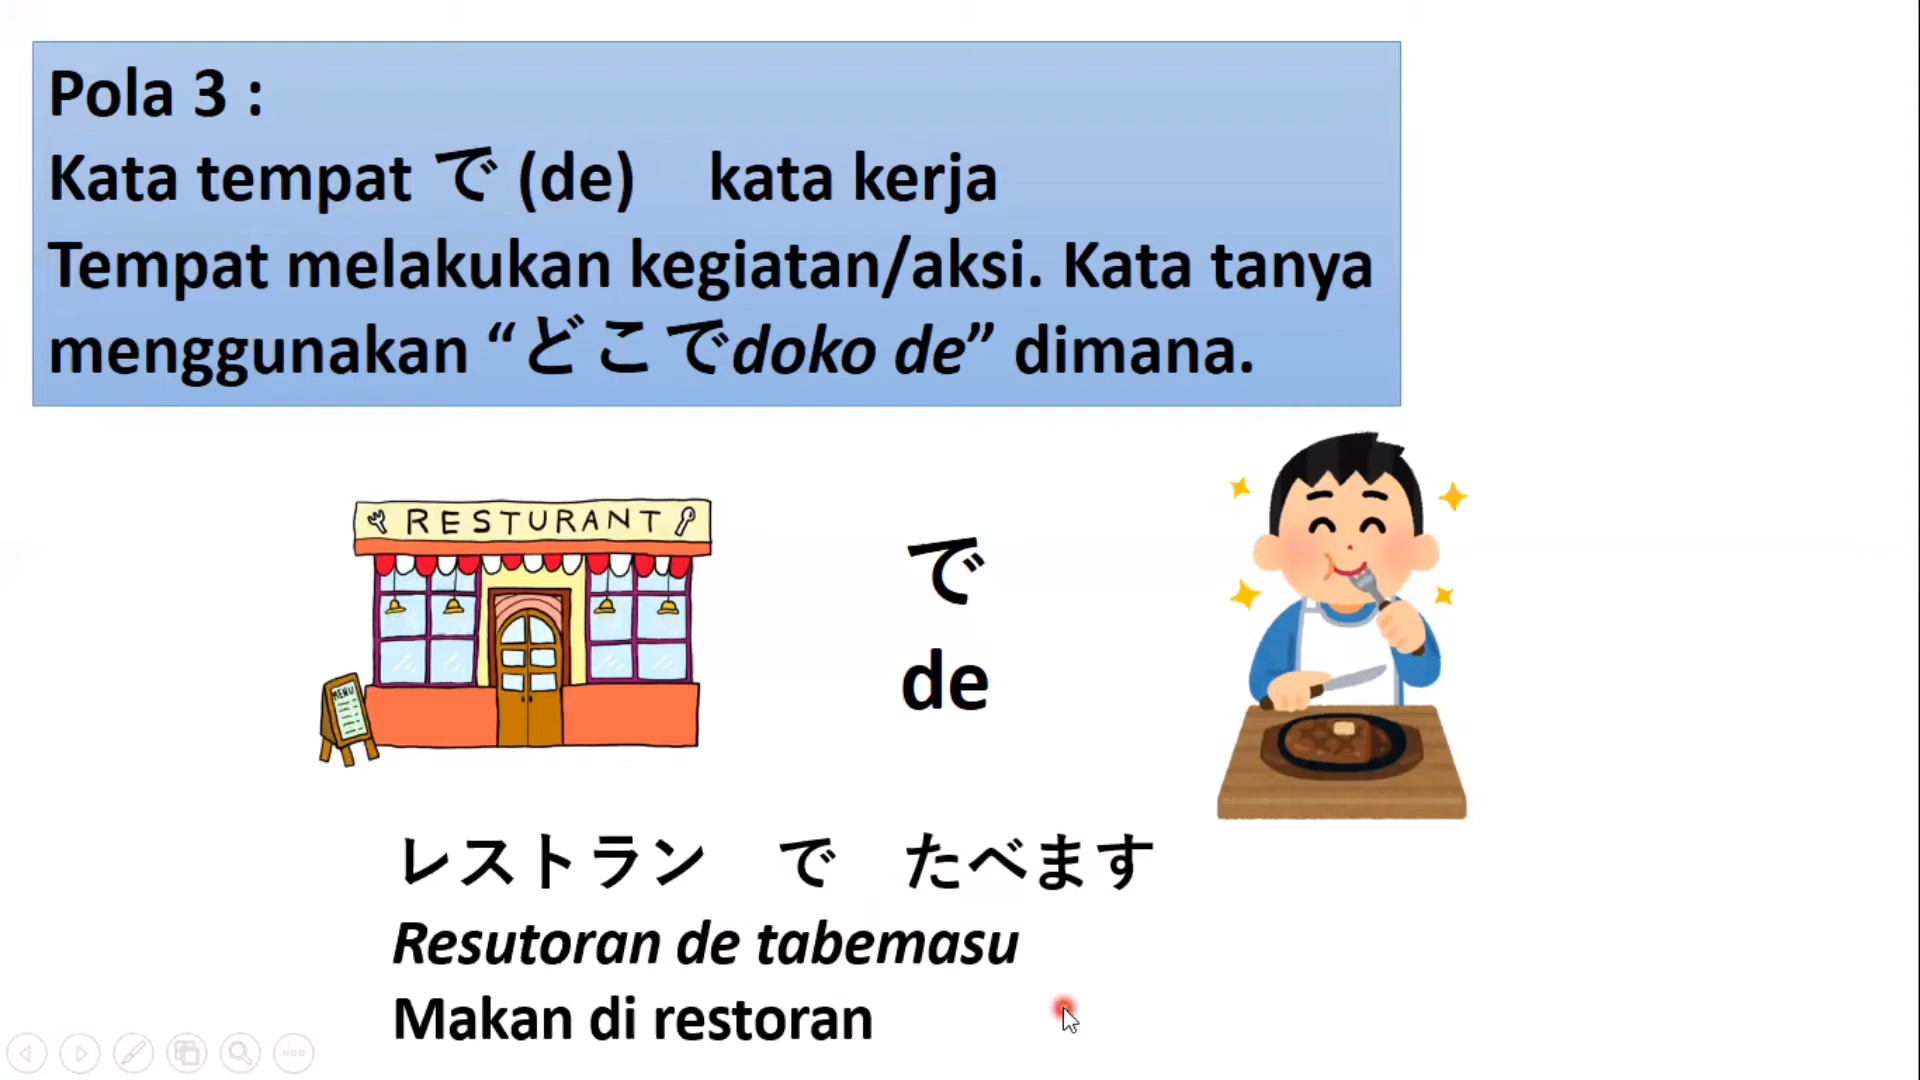 Pola 3 :
Kata tempat で (de)　kata kerja
Tempat melakukan kegiatan/aksi. Kata tanya
menggunakan “どこでdoko de” dimana.
RESTURANT
MENU
で
de
レストラン　で　たべます
Resutoran de tabemasu
Makan di restoran